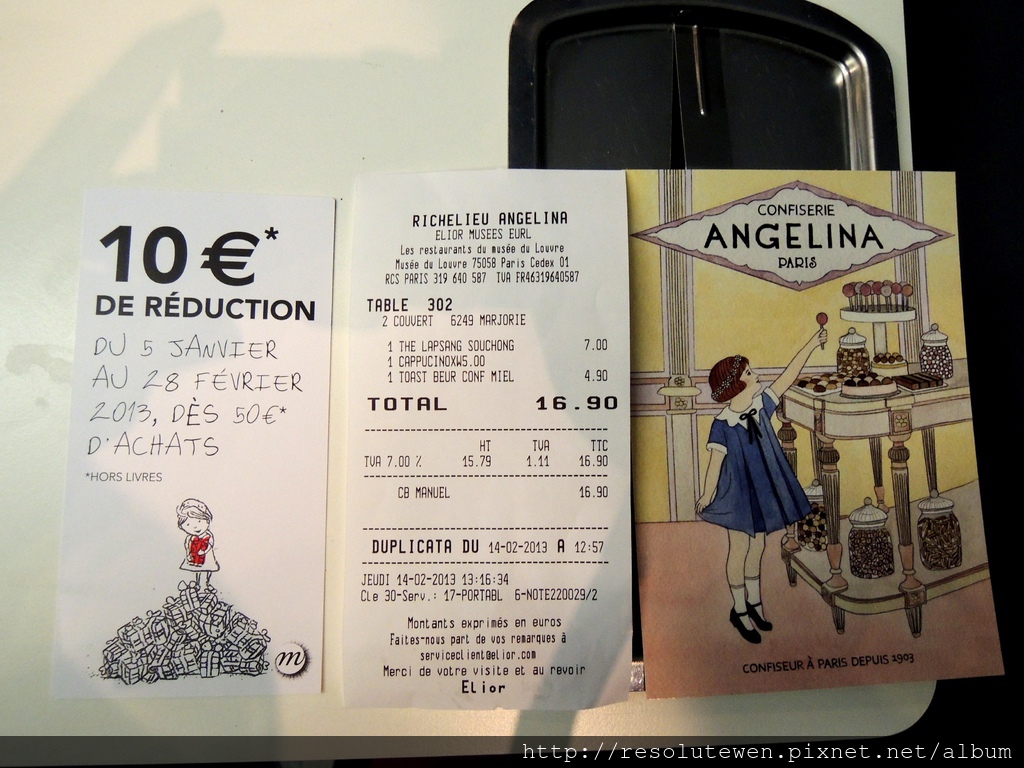 10 €*
DE RÉDUCTION
DU 5 JANVIER
AU 28 FÉVRIER
2013, DÈS 50€*
D'ACHATS
*HORS LIVRES
m
RICHELIEU ANGELINA
ELIOR MUSEES EURL
Les restaurants du musée du Louvre
Musée du Louvre 75058 Paris Cedex 01
RCS PARIS 319 640 587 TVA FR46319640587
TABLE 302
2 COUVERT 6249 MARJORIE
1 THE LAPSANG SOUCHONG 7.00
1 CAPPUCINOXW5.00
1 TOAST BEUR CONF MIEL 4.90
TOTAL 16.90
HT TVA TTC
TVA 7.00 % 15.79 1.11 16.90
CB MANUEL 16.90
DUPLICATA DU 14-02-2013 A 12:57
JEUDI 14-02-2013 13:16:34
Cle 30-Serv.: 17-PORTABL 6-NOTE220029/2
Montants exprimés en euros
Faites-nous part de vos remarques à
serviceclient@elior.com
Merci de votre visite et au revoir
Elior
CONFISERIE
ANGELINA
PARIS
CONFISEUR À PARIS DEPUIS 1903
http://resolutewen.pixnet.net/album